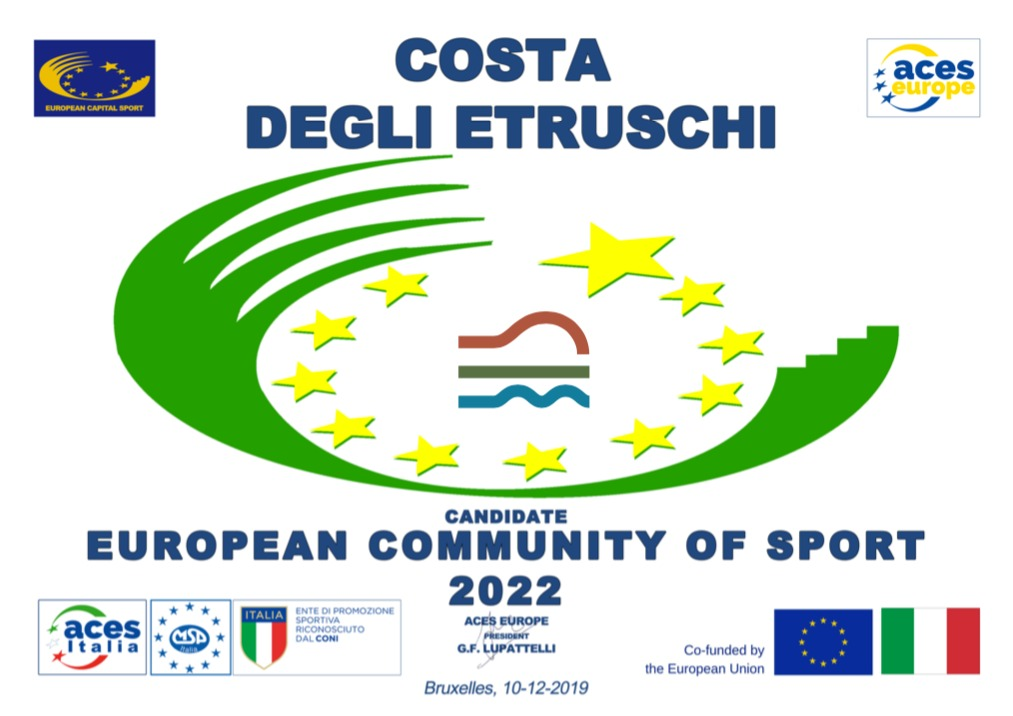 COSTA
DEGLI ETRUSCHI
EUROPEAN CAPITAL SPORT
aces
europe
CANDIDATE
EUROPEAN COMMUNITY OF SPORT
2022
ACES EUROPE
PRESIDENT
G.F. LUPATTELLI
Bruxelles, 10-12-2019
aces
italia
MSP
Italia
ITALIA
ENTE DI PROMOZIONE
SPORTIVA
RICONOSCIUTO
DAL CONI
Co-funded by
the European Union